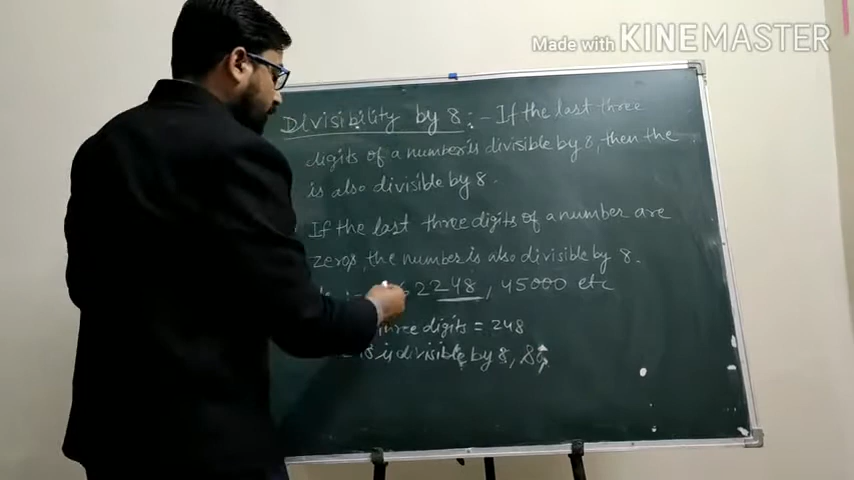 Made with KINEMASTER
Divisibility by 8:- If the last three
digits of a number is divisible by 8, then the
is also divisible by 8.
If the last three digits of a number are
zeros, the number is also divisible by 8.
62248, 45000 etc
three digits = 248
is divisible by 8,